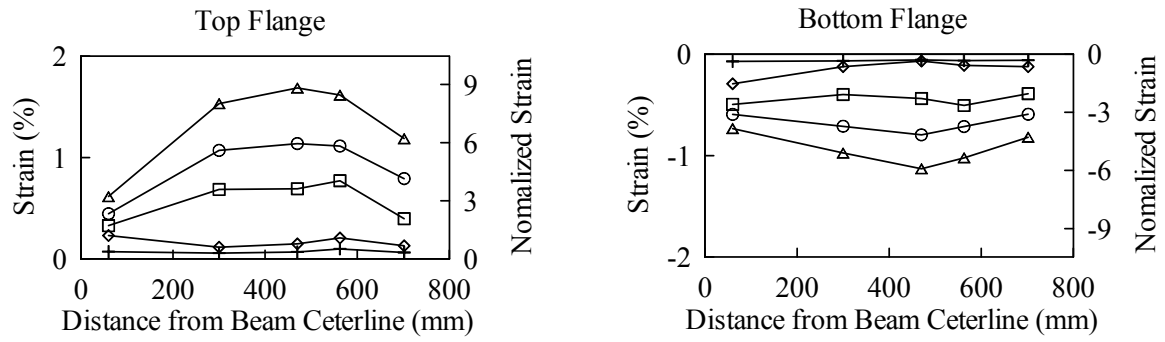 Top Flange
2
1
0
Strain (%)
9
6
3
0
Nomalized Strain
0 200 400 600 800
Distance from Beam Ceterline (mm)
Bottom Flange
0
-1
-2
Strain (%)
0
-3
-6
-9
Nomalized Strain
0 200 400 600 800
Distance from Beam Ceterline (mm)